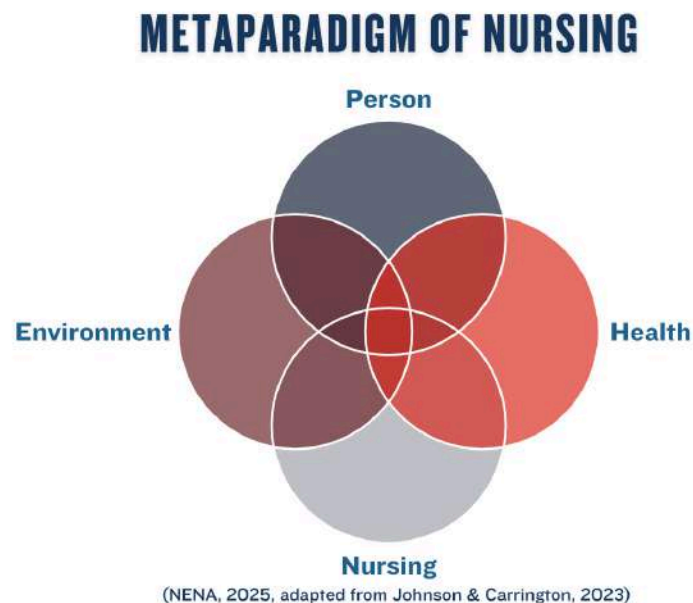 METAPARADIGM OF NURSING
Person
Environment
Health
Nursing
(NENA, 2025, adapted from Johnson & Carrington, 2023)